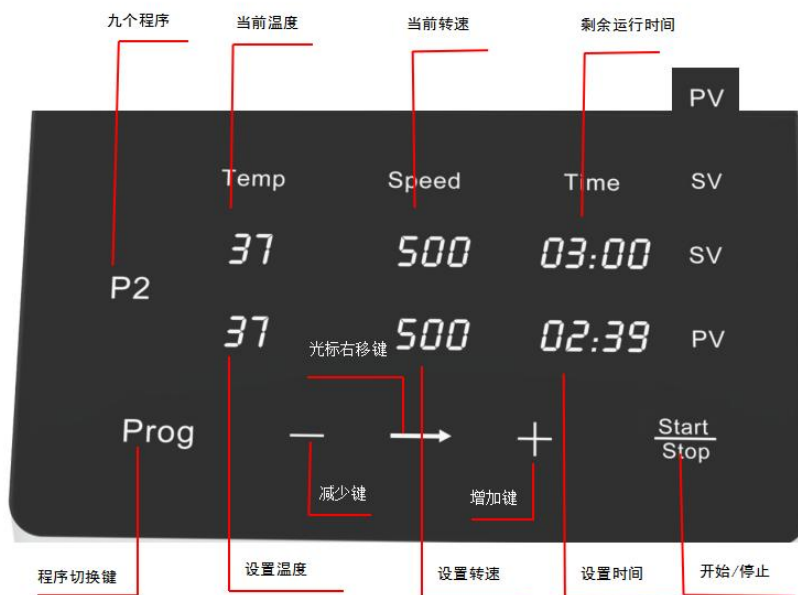 九个程序
当前温度
当前转速
剩余运行时间
PV
Temp
Speed
Time
SV
37
500
03:00
SV
P2
37
光标右移键
500
02:39
PV
Prog
Start
Stop
减少键
增加键
程序切换键
设置温度
设置转速
设置时间
开始/停止